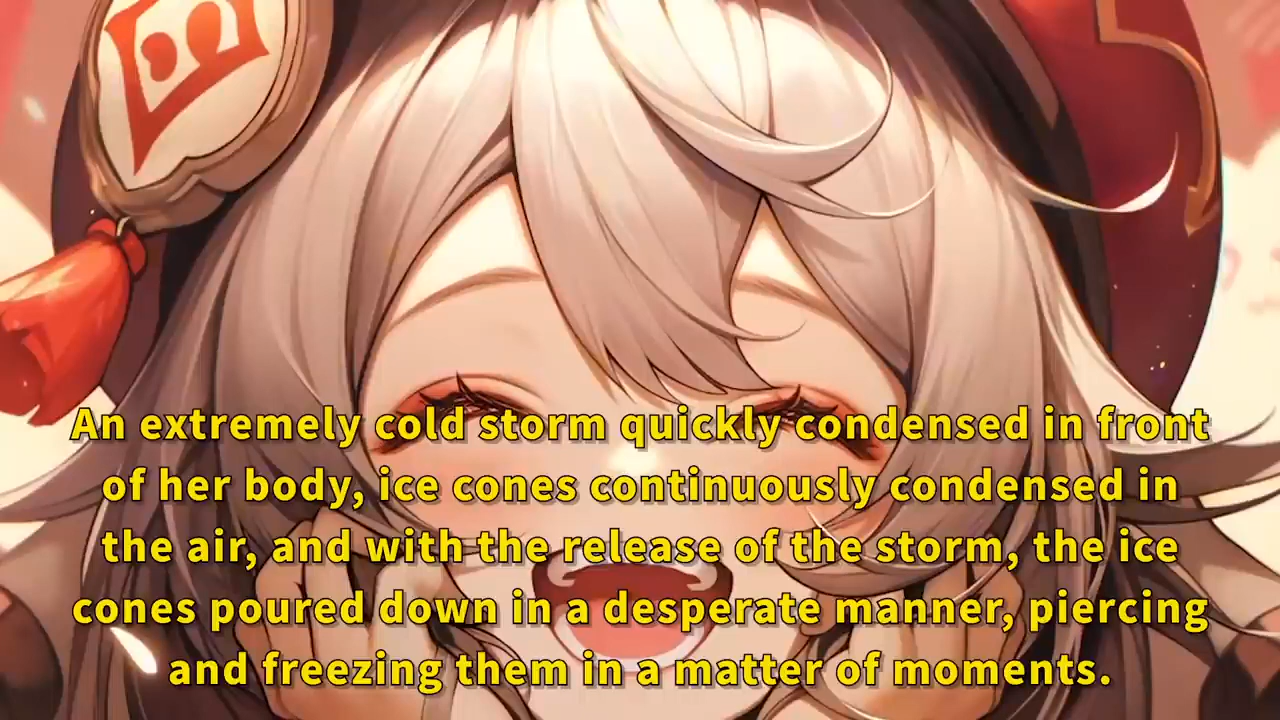 An extremely cold storm quickly condensed in front
of her body, ice cones continuously condensed in
the air, and with the release of the storm, the ice
cones poured down in a desperate manner, piercing
and freezing them in a matter of moments.